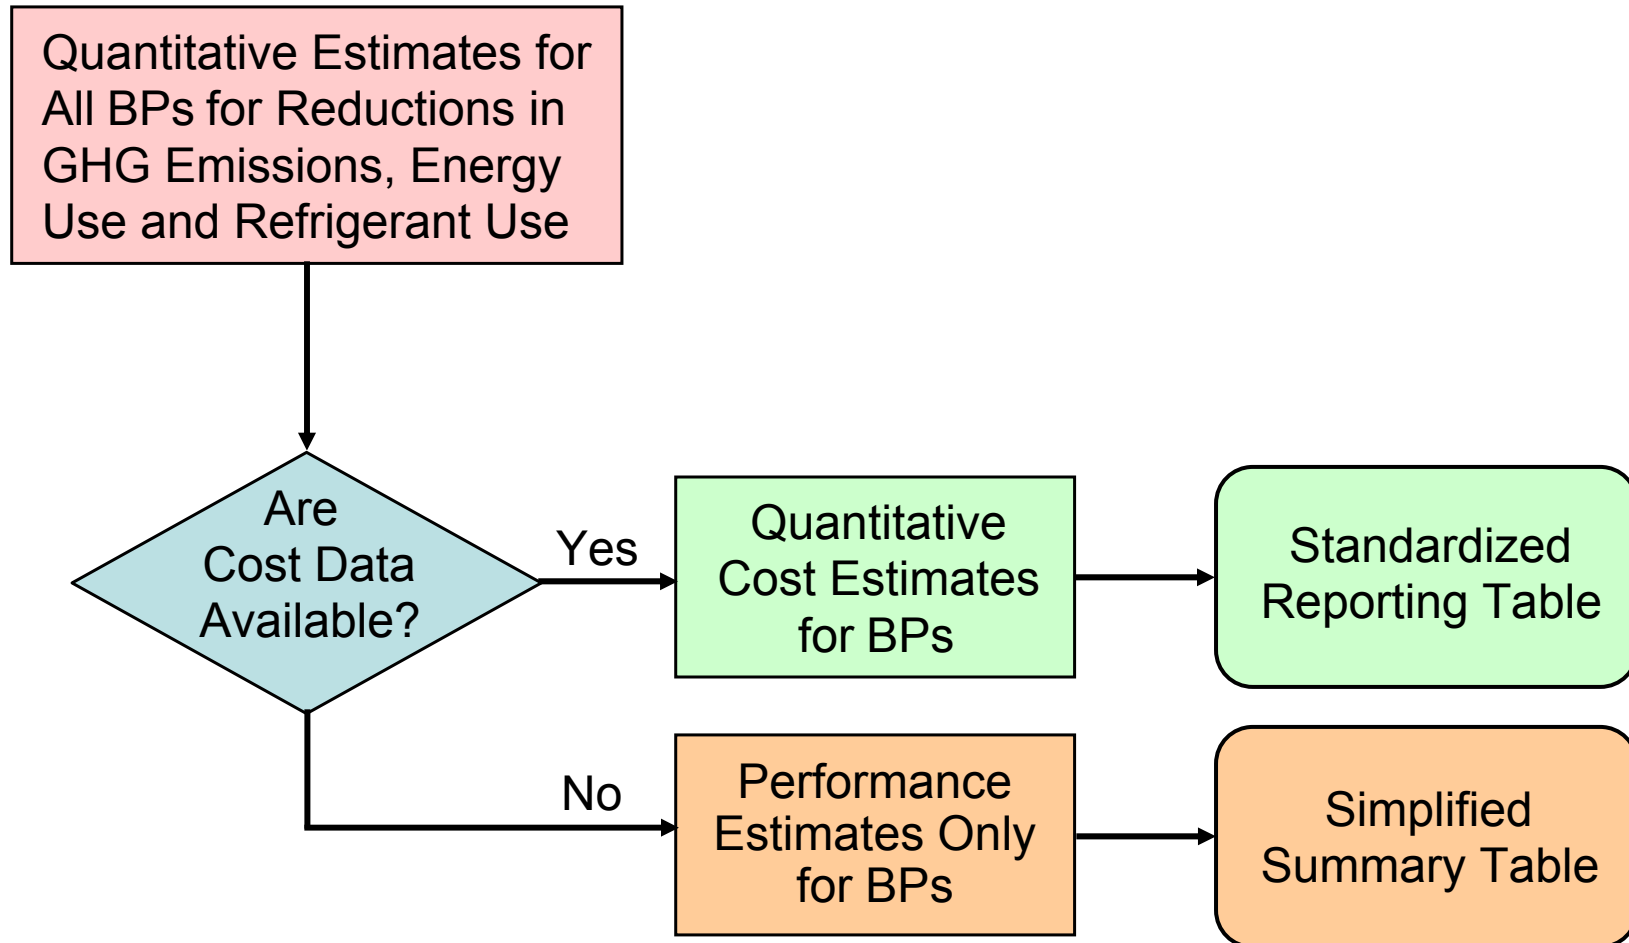 Quantitative Estimates for
All BPs for Reductions in
GHG Emissions, Energy
Use and Refrigerant Use
Are
Cost Data
Available?
Yes
Quantitative
Cost Estimates
for BPs
Standardized
Reporting Table
No
Performance
Estimates Only
for BPs
Simplified
Summary Table